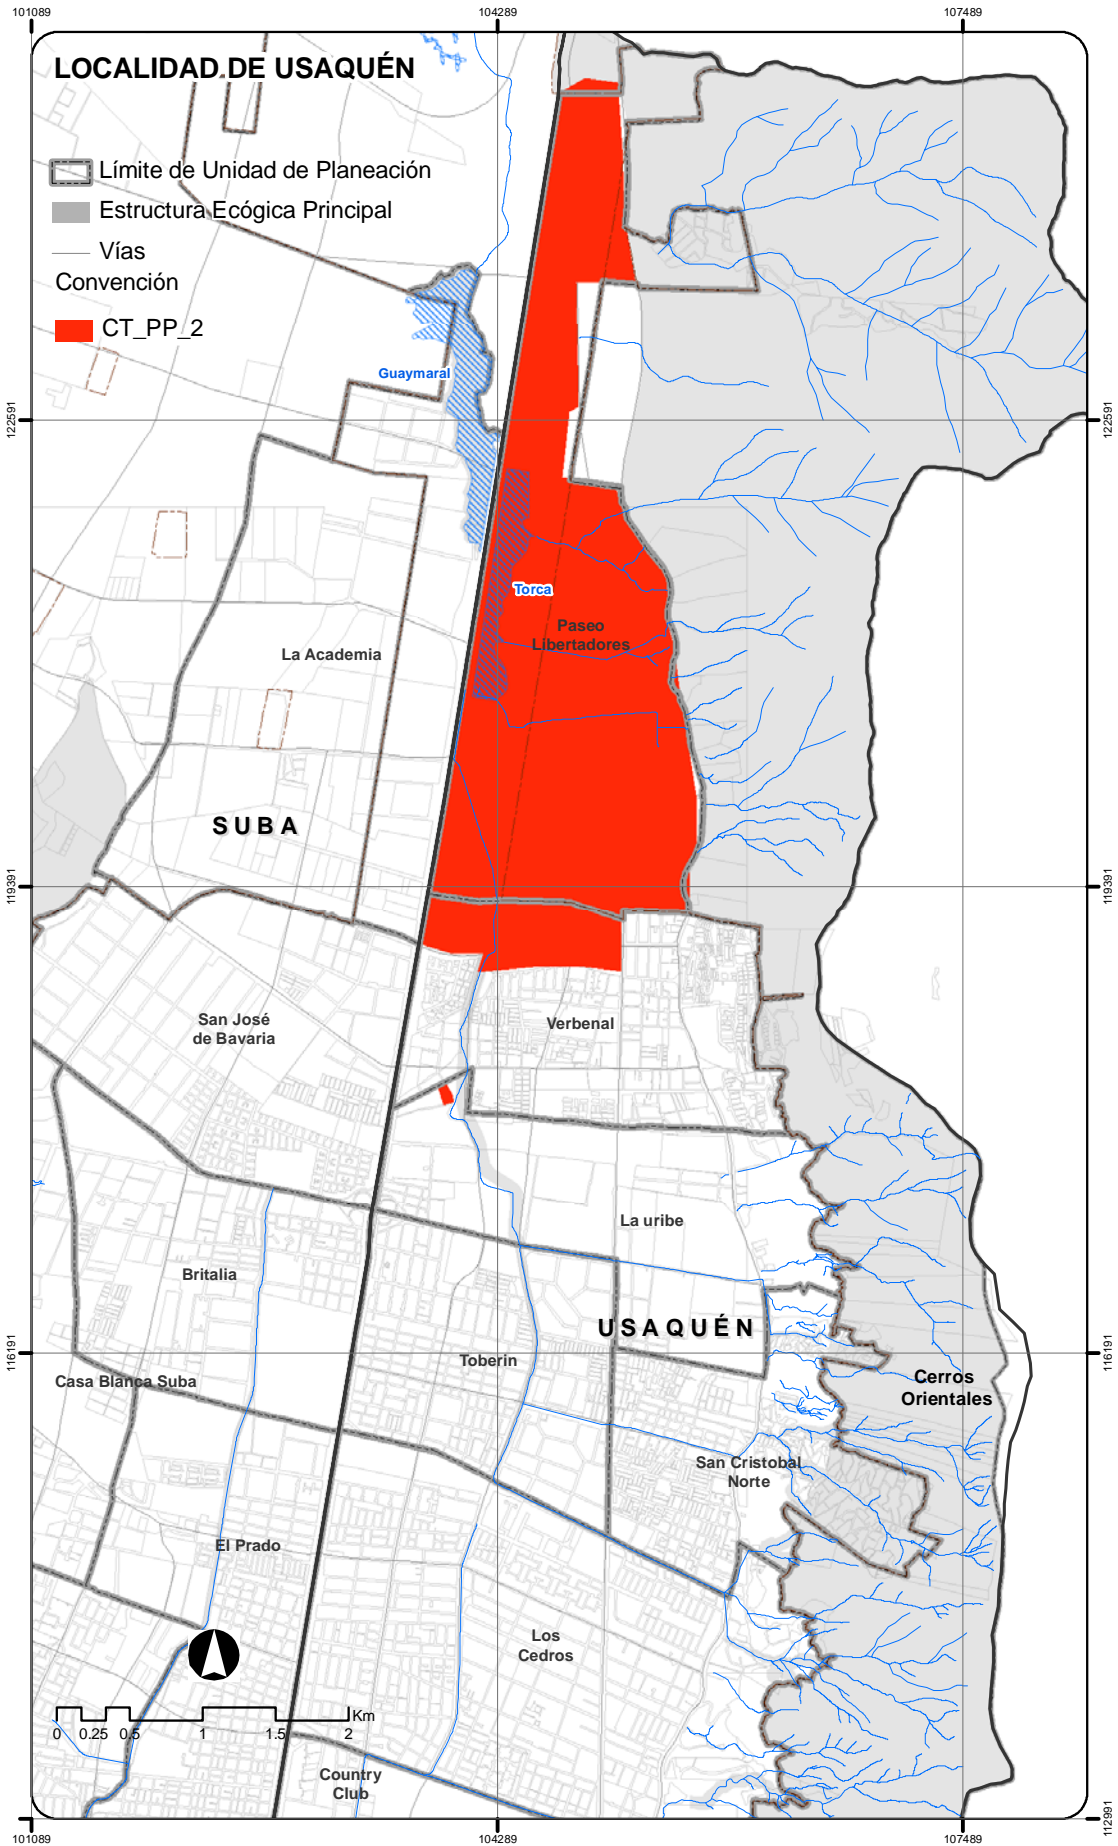 101089
104289
107489
LOCALIDAD DE USAQUÉN
Límite de Unidad de Planeación
Estructura Ecógica Principal
Vías
Convención
CT_PP_2
Guaymaral
122591
122591
Torca
Paseo
Libertadores
La Academia
SUBA
119391
119391
San José
de Bavaria
Verbenal
La uribe
Britalia
USAQUÉN
116191
116191
Toberin
Casa Blanca Suba
Cerros
Orientales
San Cristobal
Norte
El Prado
Los
Cedros
Km
0 0.25 0.5 1 1.5 2
Country
Club
112991
101089
104289
107489